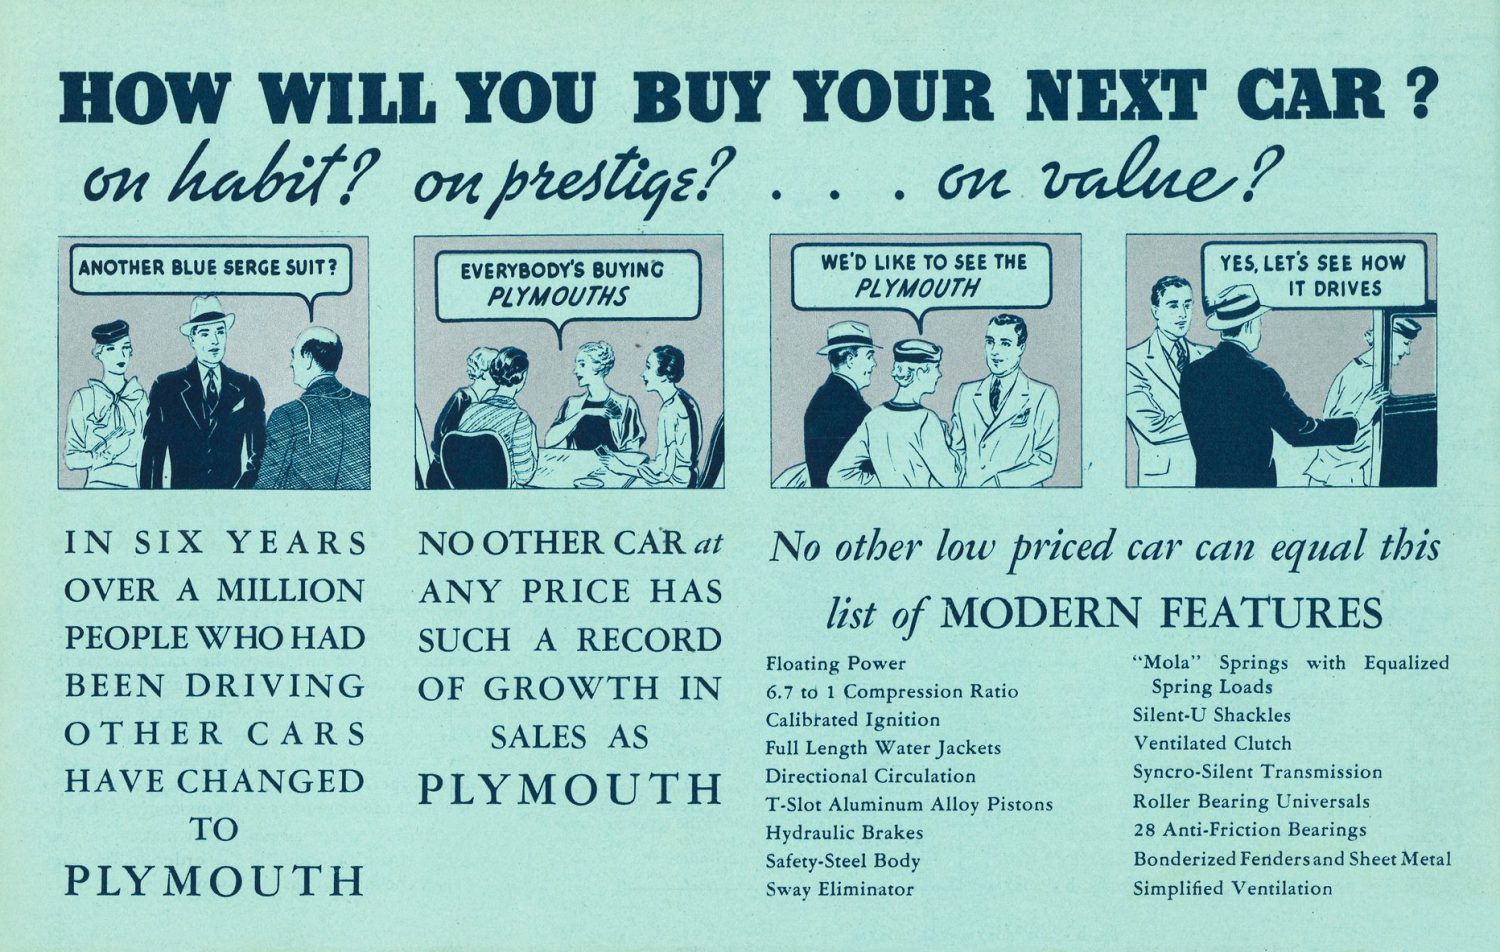 HOW WILL YOU BUY YOUR NEXT CAR?
on habit? on prestige? . . . on value?
ANOTHER BLUE SERGE SUIT?
EVERYBODY'S BUYING
PLYMOUTHS
WE'D LIKE TO SEE THE
PLYMOUTH
YES, LET'S SEE HOW
IT DRIVES
IN SIX YEARS
OVER A MILLION
PEOPLE WHO HAD
BEEN DRIVING
OTHER CARS
HAVE CHANGED
TO
PLYMOUTH
NO OTHER CAR at
ANY PRICE HAS
SUCH A RECORD
OF GROWTH IN
SALES AS
PLYMOUTH
No other low priced car can equal this
list of MODERN FEATURES
Floating Power
6.7 to 1 Compression Ratio
Calibrated Ignition
Full Length Water Jackets
Directional Circulation
T-Slot Aluminum Alloy Pistons
Hydraulic Brakes
Safety-Steel Body
Sway Eliminator
"Mola" Springs with Equalized
Spring Loads
Silent-U Shackles
Ventilated Clutch
Syncro-Silent Transmission
Roller Bearing Universals
28 Anti-Friction Bearings
Bonderized Fenders and Sheet Metal
Simplified Ventilation